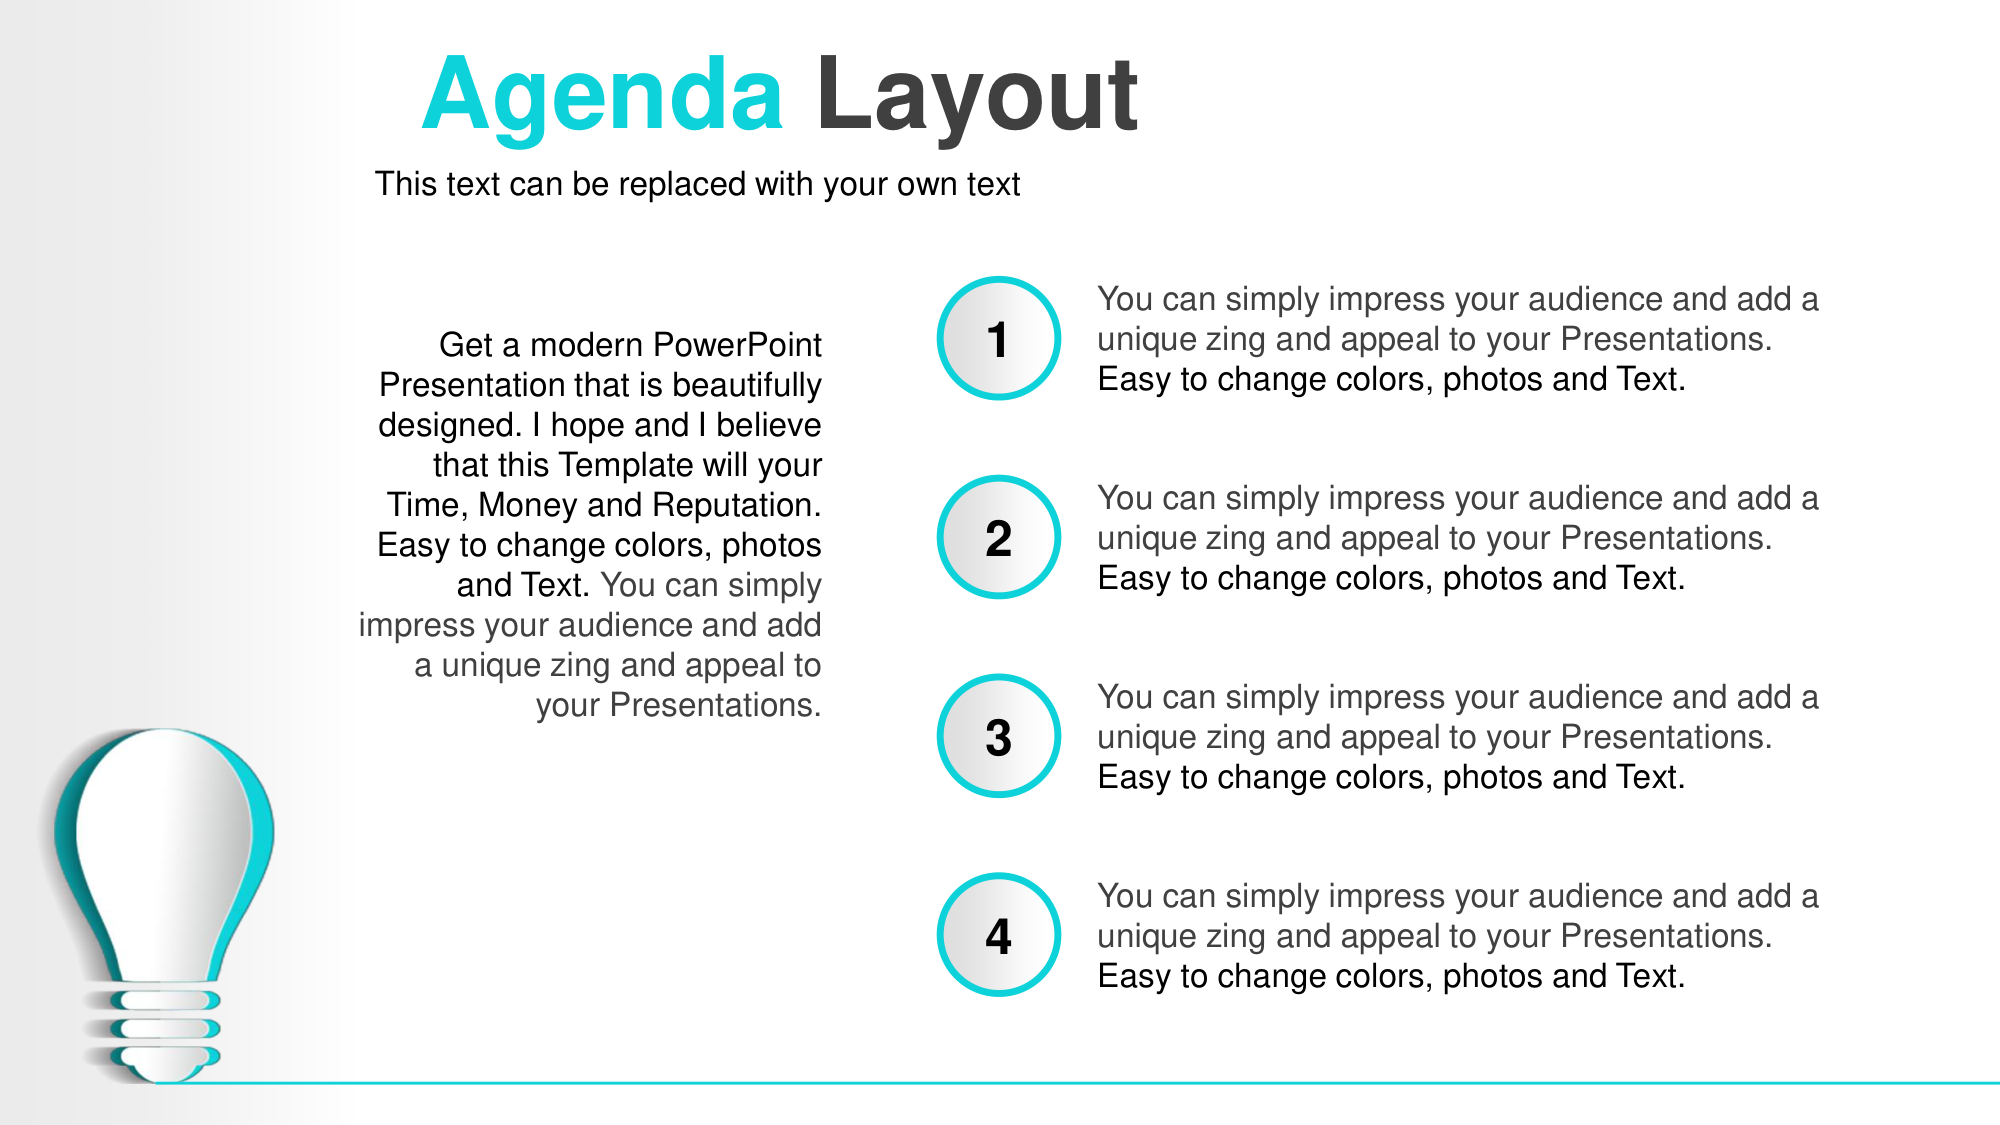 Agenda Layout
This text can be replaced with your own text
Get a modern PowerPoint
Presentation that is beautifully
designed. I hope and I believe
that this Template will your
Time, Money and Reputation.
Easy to change colors, photos
and Text. You can simply
impress your audience and add
a unique zing and appeal to
your Presentations.
1
You can simply impress your audience and add a
unique zing and appeal to your Presentations.
Easy to change colors, photos and Text.
2
You can simply impress your audience and add a
unique zing and appeal to your Presentations.
Easy to change colors, photos and Text.
3
You can simply impress your audience and add a
unique zing and appeal to your Presentations.
Easy to change colors, photos and Text.
4
You can simply impress your audience and add a
unique zing and appeal to your Presentations.
Easy to change colors, photos and Text.